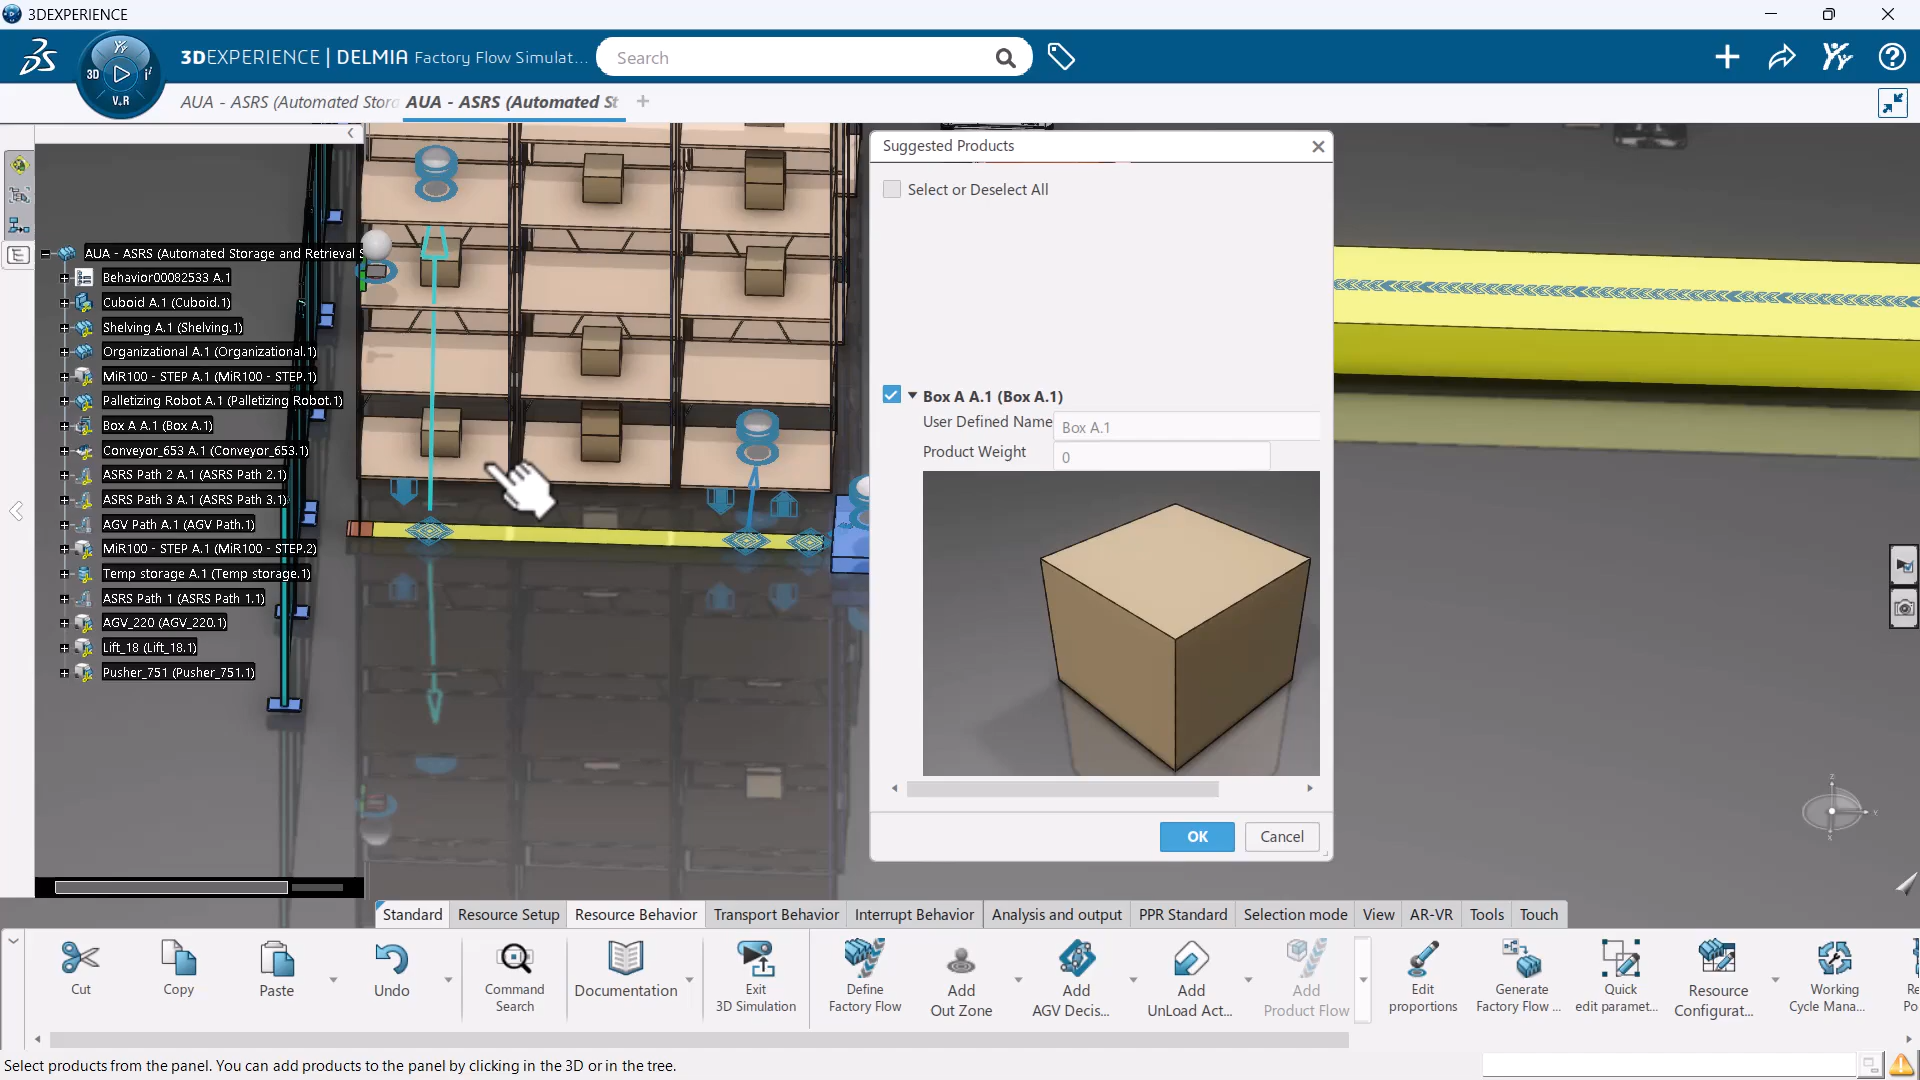 3DEXPERIENCE
3DEXPERIENCE | DELMIA Factory Flow Simulat...
Search
3D
V.R
AUA - ASRS (Automated Stora
AUA - ASRS (Automated St
AUA - ASRS (Automated Storage and Retrieval S
Behavior00082533 A.1
Cuboid A.1 (Cuboid.1)
Shelving A.1 (Shelving.1)
Organizational A.1 (Organizational.1)
MiR100 - STEP A.1 (MiR100 - STEP.1)
Palletizing Robot A.1 (Palletizing Robot.1)
Box A A.1 (Box A.1)
Conveyor_653 A.1 (Conveyor_653.1)
ASRS Path 2 A.1 (ASRS Path 2.1)
ASRS Path 3 A.1 (ASRS Path 3.1)
AGV Path A.1 (AGV Path.1)
MiR100 - STEP A.1 (MiR100 - STEP.2)
Temp storage A.1 (Temp storage.1)
ASRS Path 1 (ASRS Path 1.1)
AGV_220 (AGV_220.1)
Lift_18 (Lift_18.1)
Pusher_751 (Pusher_751.1)
Suggested Products
Select or Deselect All
Box A A.1 (Box A.1)
User Defined Name
Box A.1
Product Weight
0
OK
Cancel
Standard
Resource Setup
Resource Behavior
Transport Behavior
Interrupt Behavior
Analysis and output
PPR Standard
Selection mode
View
AR-VR
Tools
Touch
Cut
Copy
Paste
Undo
Command
Search
Documentation
Exit
3D Simulation
Define
Factory Flow
Add
Out Zone
Add
AGV Decis...
Add
UnLoad Act...
Add
Product Flow
Edit
proportions
Generate
Factory Flow ...
Quick
edit paramet...
Resource
Configurat...
Working
Cycle Mana...
Re
Po
Select products from the panel. You can add products to the panel by clicking in the 3D or in the tree.